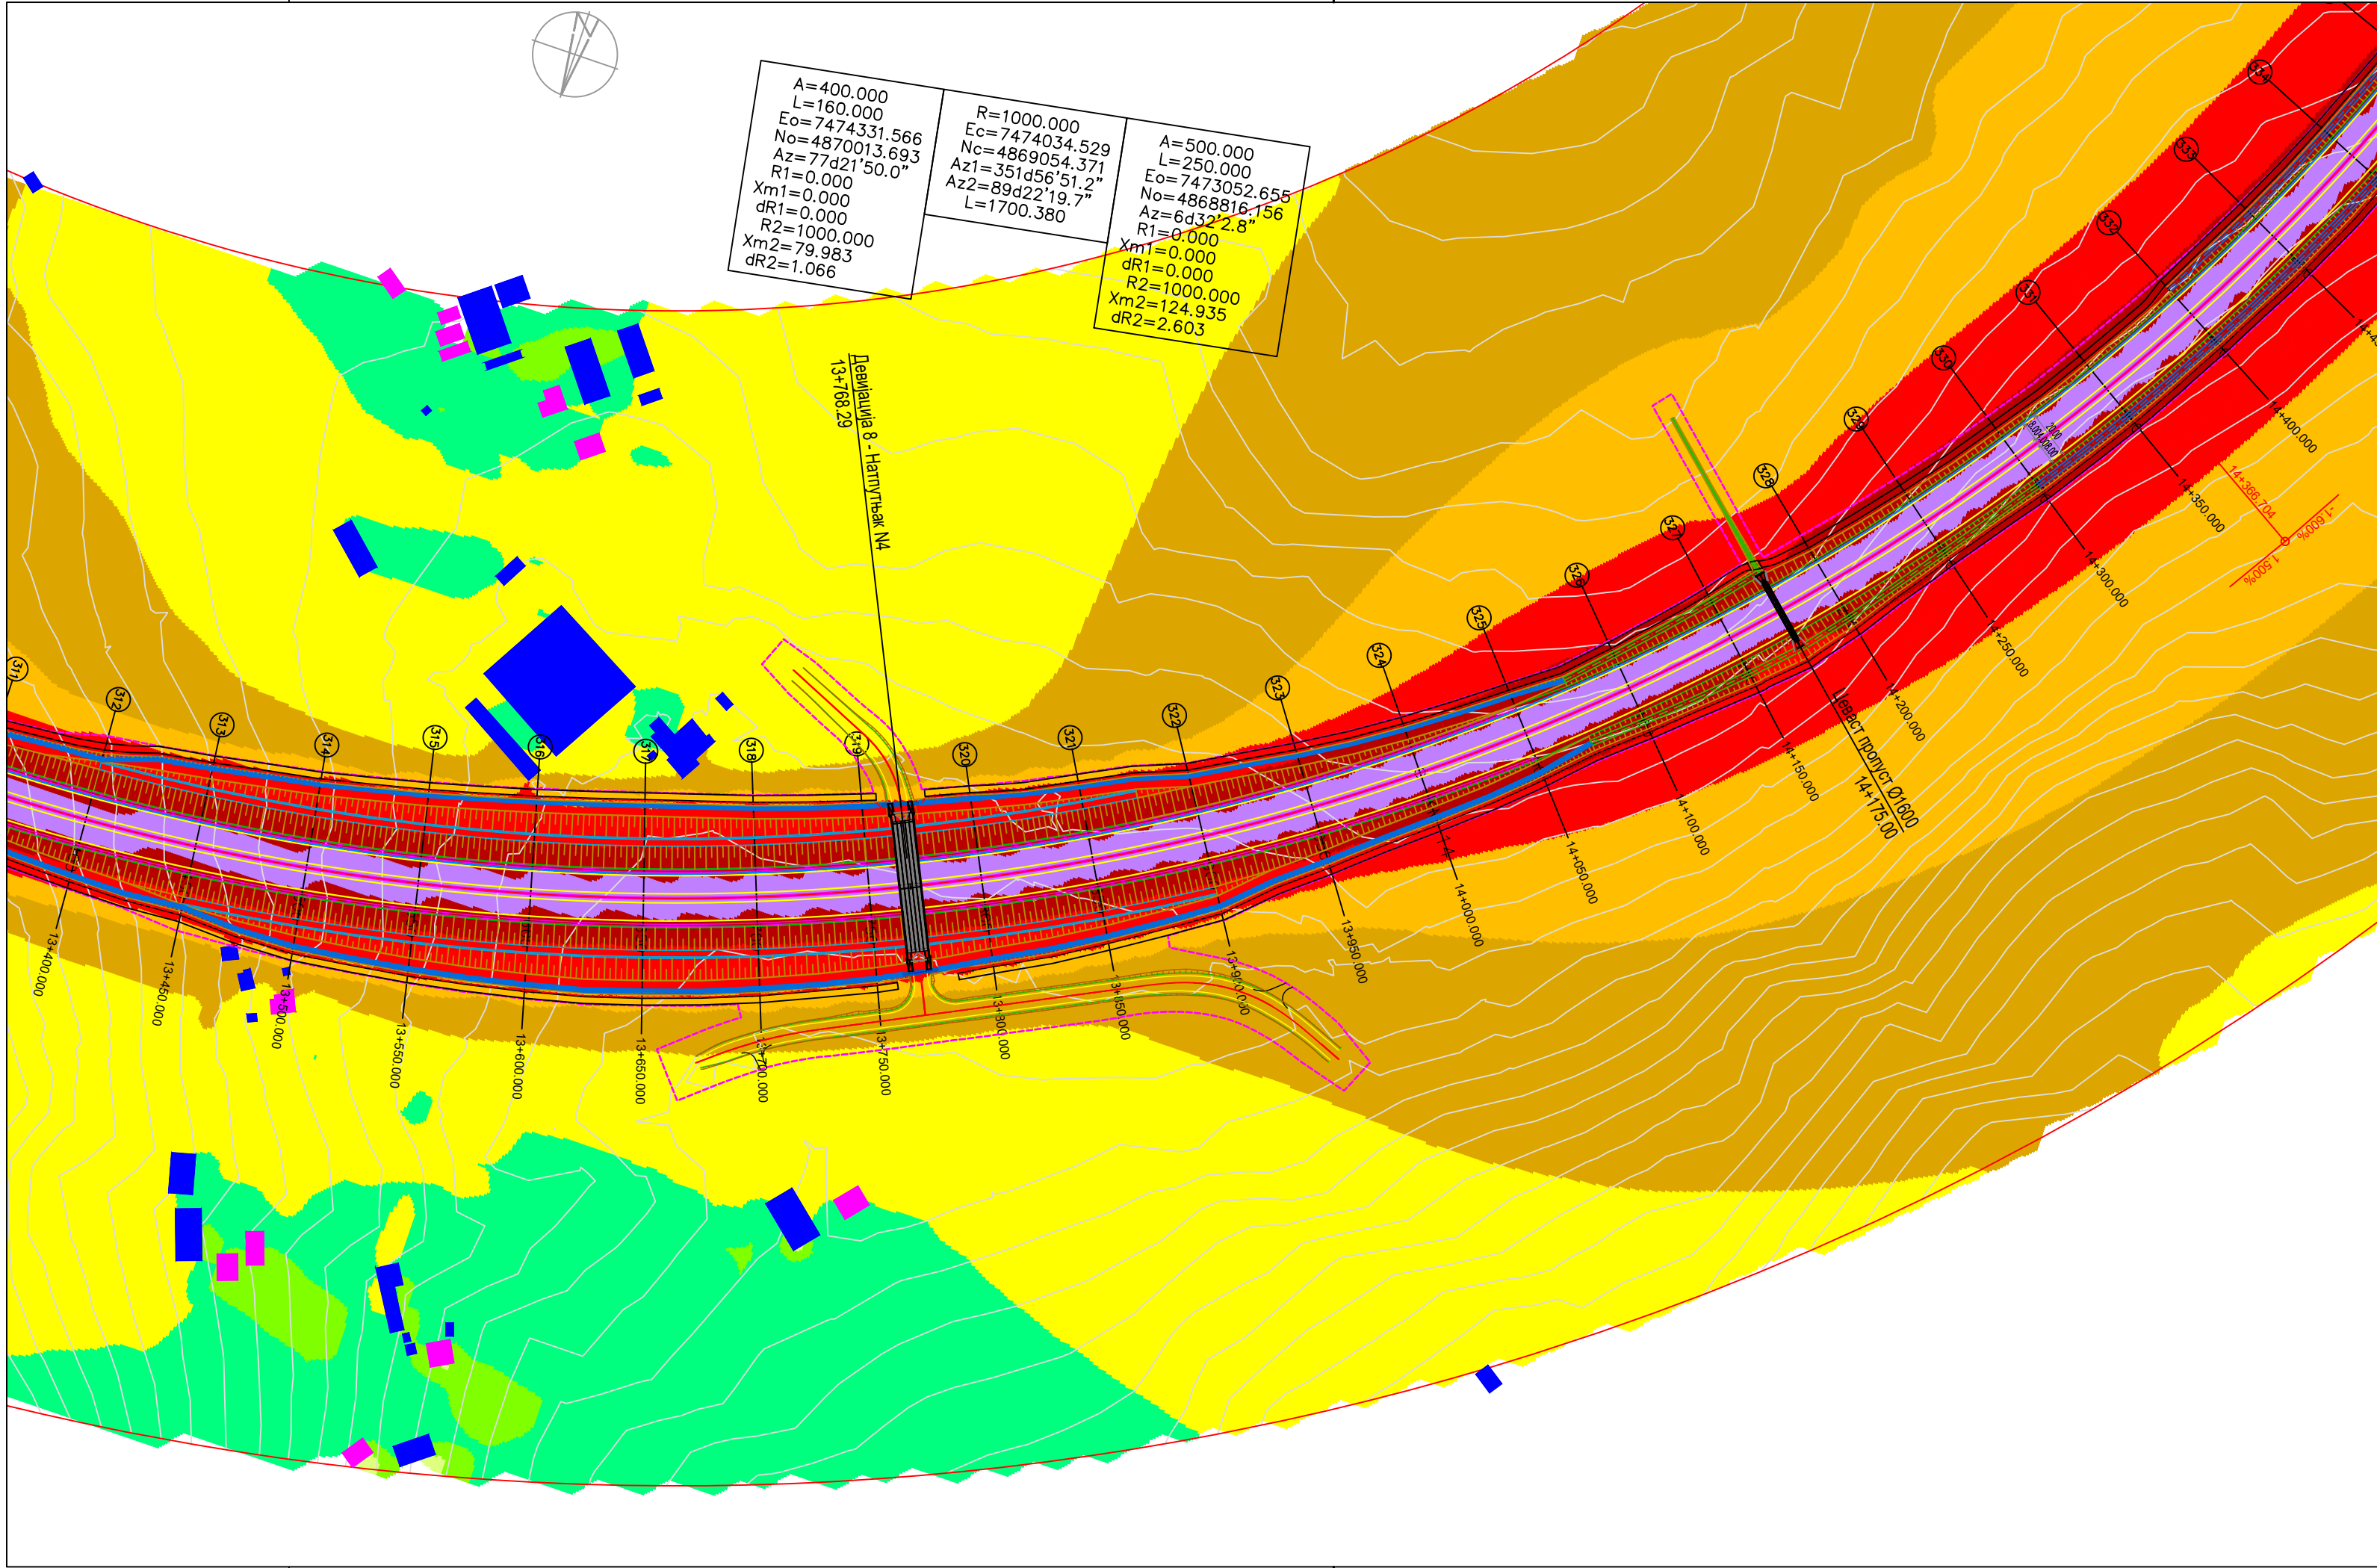 A=400.000
L=160.000
Eo=7474331.566
No=4870013.693
Az=77d21'50.0"
R1=0.000
Xm1=0.000
dR1=0.000
R2=1000.000
Xm2=79.983
dR2=1.066
R=1000.000
Ec=7474034.529
Nc=4869054.371
Az1=351d56'51.2"
Az2=89d22'19.7"
L=1700.380
A=500.000
L=250.000
Eo=7473052.655
No=4868816.156
Az=6d32'2.8"
R1=0.000
Xm1=0.000
dR1=0.000
R2=1000.000
Xm2=124.935
dR2=2.603
Девијација 8 - Натпутњак N4
13+768.29
311
312
313
314
315
316
317
318
319
320
321
322
323
324
325
326
327
328
329
330
331
332
333
334
13+400.000
13+450.000
13+500.000
13+550.000
13+600.000
13+650.000
13+700.000
13+750.000
13+800.000
13+850.000
13+900.000
13+950.000
14+000.000
14+050.000
14+100.000
14+150.000
14+200.000
14+250.000
14+300.000
14+350.000
14+400.000
Цеваст пропуст Ø1600
14+175.00
14+366.704
-1.600%
-1.500%